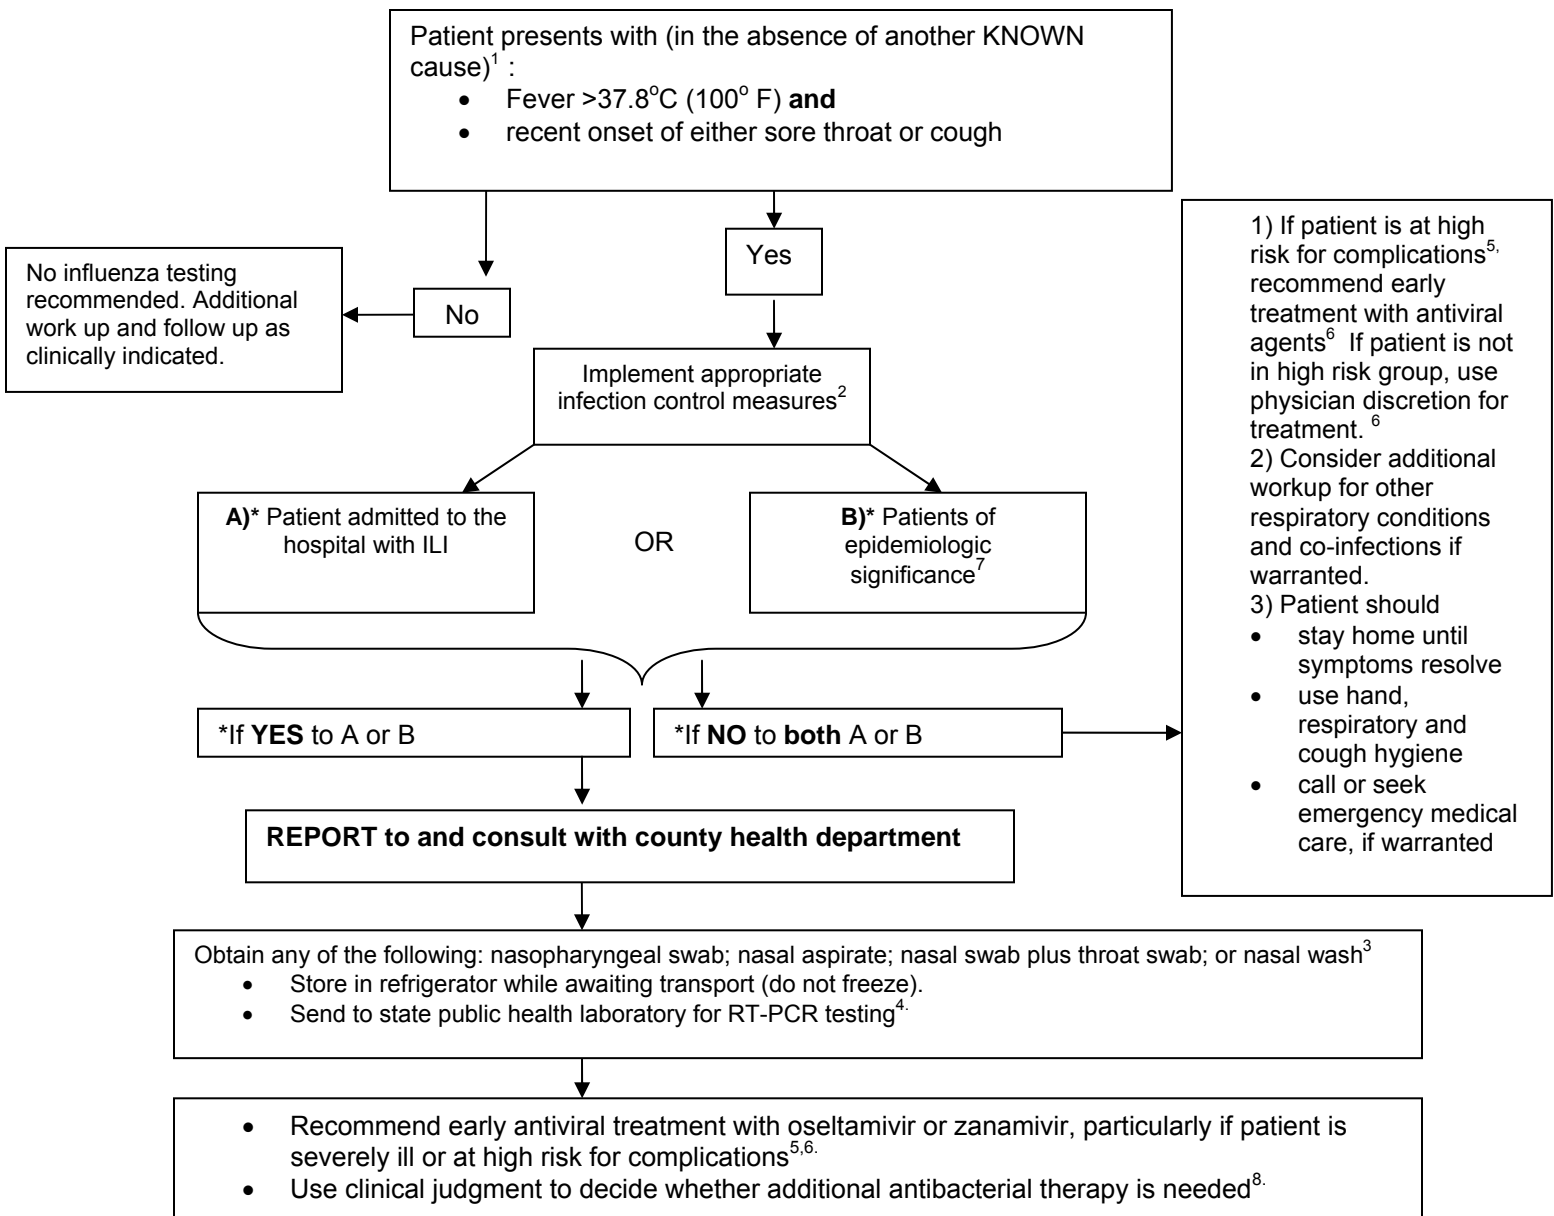 Patient presents with (in the absence of another KNOWN
cause)1 :
• Fever >37.8oC (100o F) and
• recent onset of either sore throat or cough
Yes
No
No influenza testing
recommended. Additional
work up and follow up as
clinically indicated.
Implement appropriate
infection control measures2
A)* Patient admitted to the
hospital with ILI
OR
B)* Patients of
epidemiologic
significance7
*If YES to A or B
*If NO to both A or B
1) If patient is at high
risk for complications5,
recommend early
treatment with antiviral
agents6 If patient is not
in high risk group, use
physician discretion for
treatment. 6
2) Consider additional
workup for other
respiratory conditions
and co-infections if
warranted.
3) Patient should
• stay home until
symptoms resolve
• use hand,
respiratory and
cough hygiene
• call or seek
emergency medical
care, if warranted
REPORT to and consult with county health department
Obtain any of the following: nasopharyngeal swab; nasal aspirate; nasal swab plus throat swab; or nasal wash3
• Store in refrigerator while awaiting transport (do not freeze).
• Send to state public health laboratory for RT-PCR testing4.
• Recommend early antiviral treatment with oseltamivir or zanamivir, particularly if patient is
severely ill or at high risk for complications5,6.
• Use clinical judgment to decide whether additional antibacterial therapy is needed8.